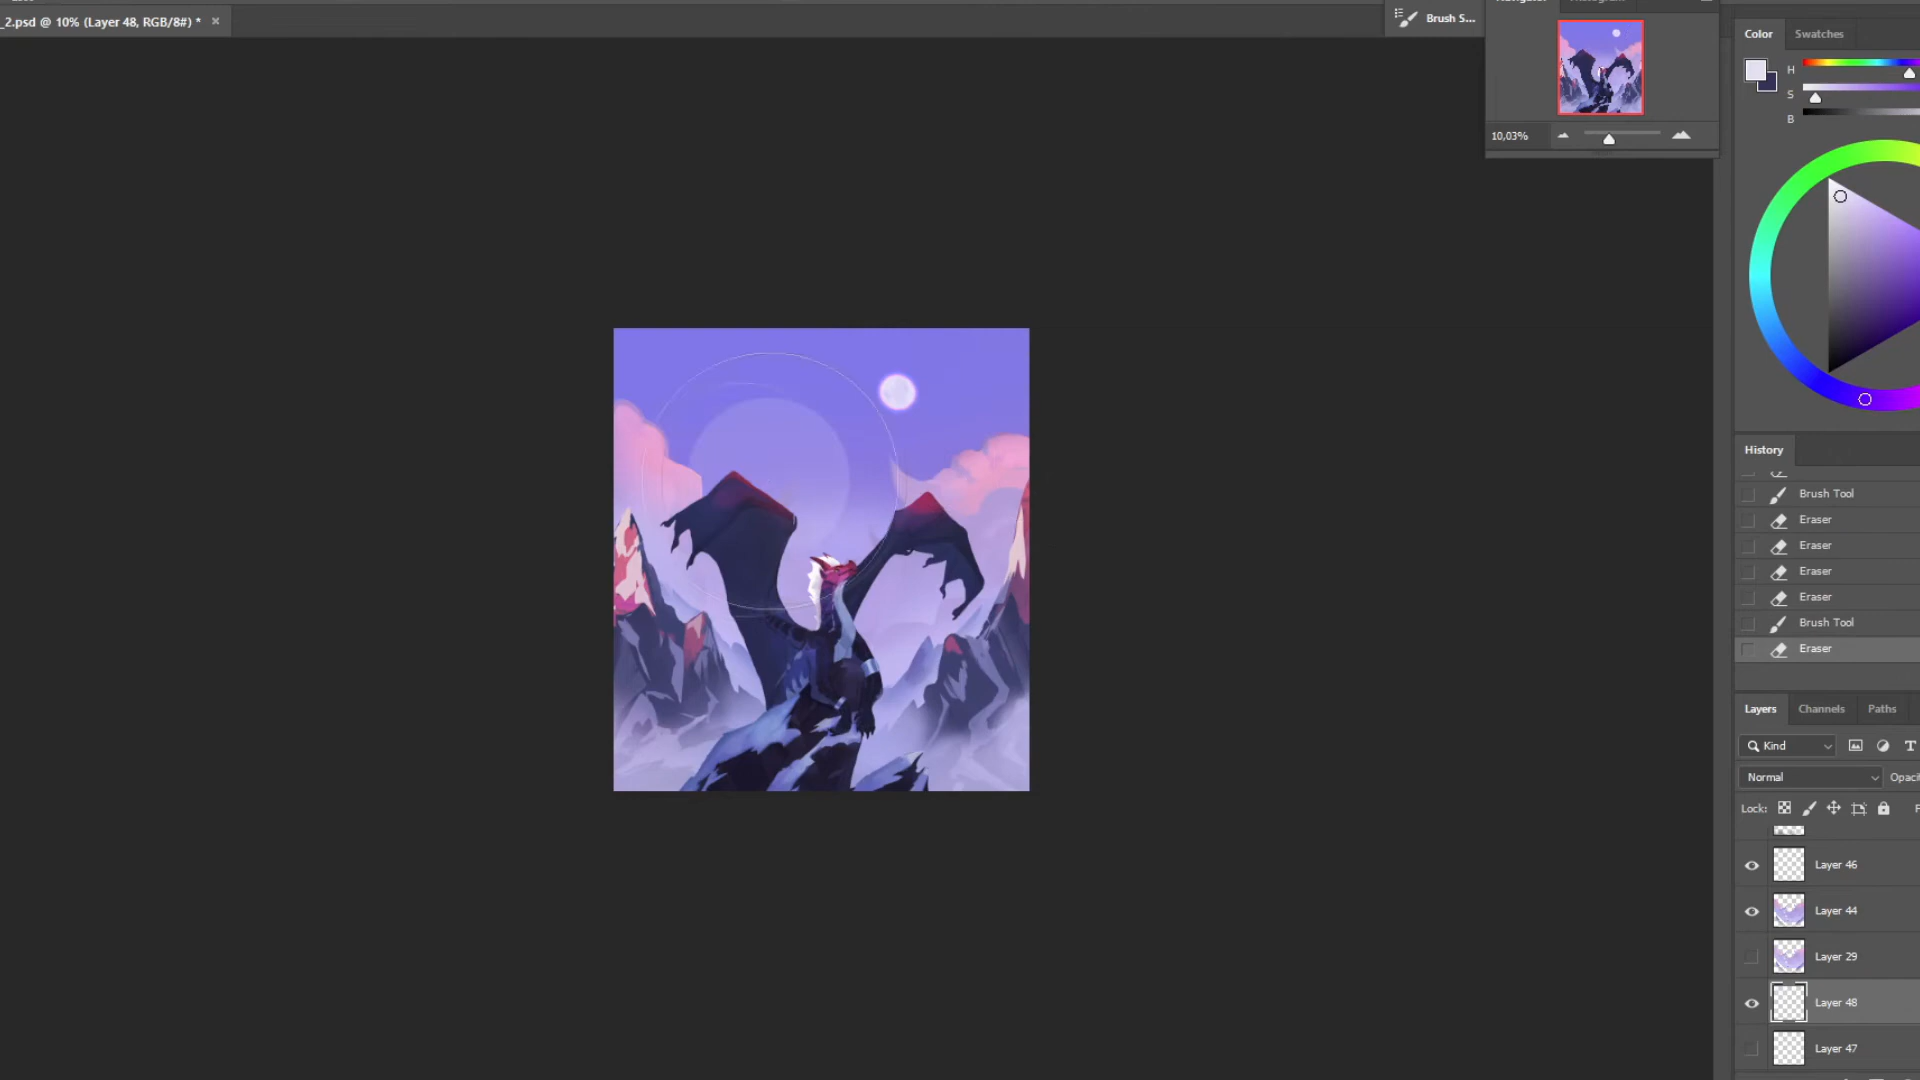 _2.psd @ 10% (Layer 48, RGB/8#) *
Brush S...
10,03%
Color
Swatches
H
S
B
History
Brush Tool
Eraser
Eraser
Eraser
Eraser
Brush Tool
Eraser
Layers
Channels
Paths
Kind
T
Normal
Opaci
Lock:
F
Layer 46
Layer 44
Layer 29
Layer 48
Layer 47